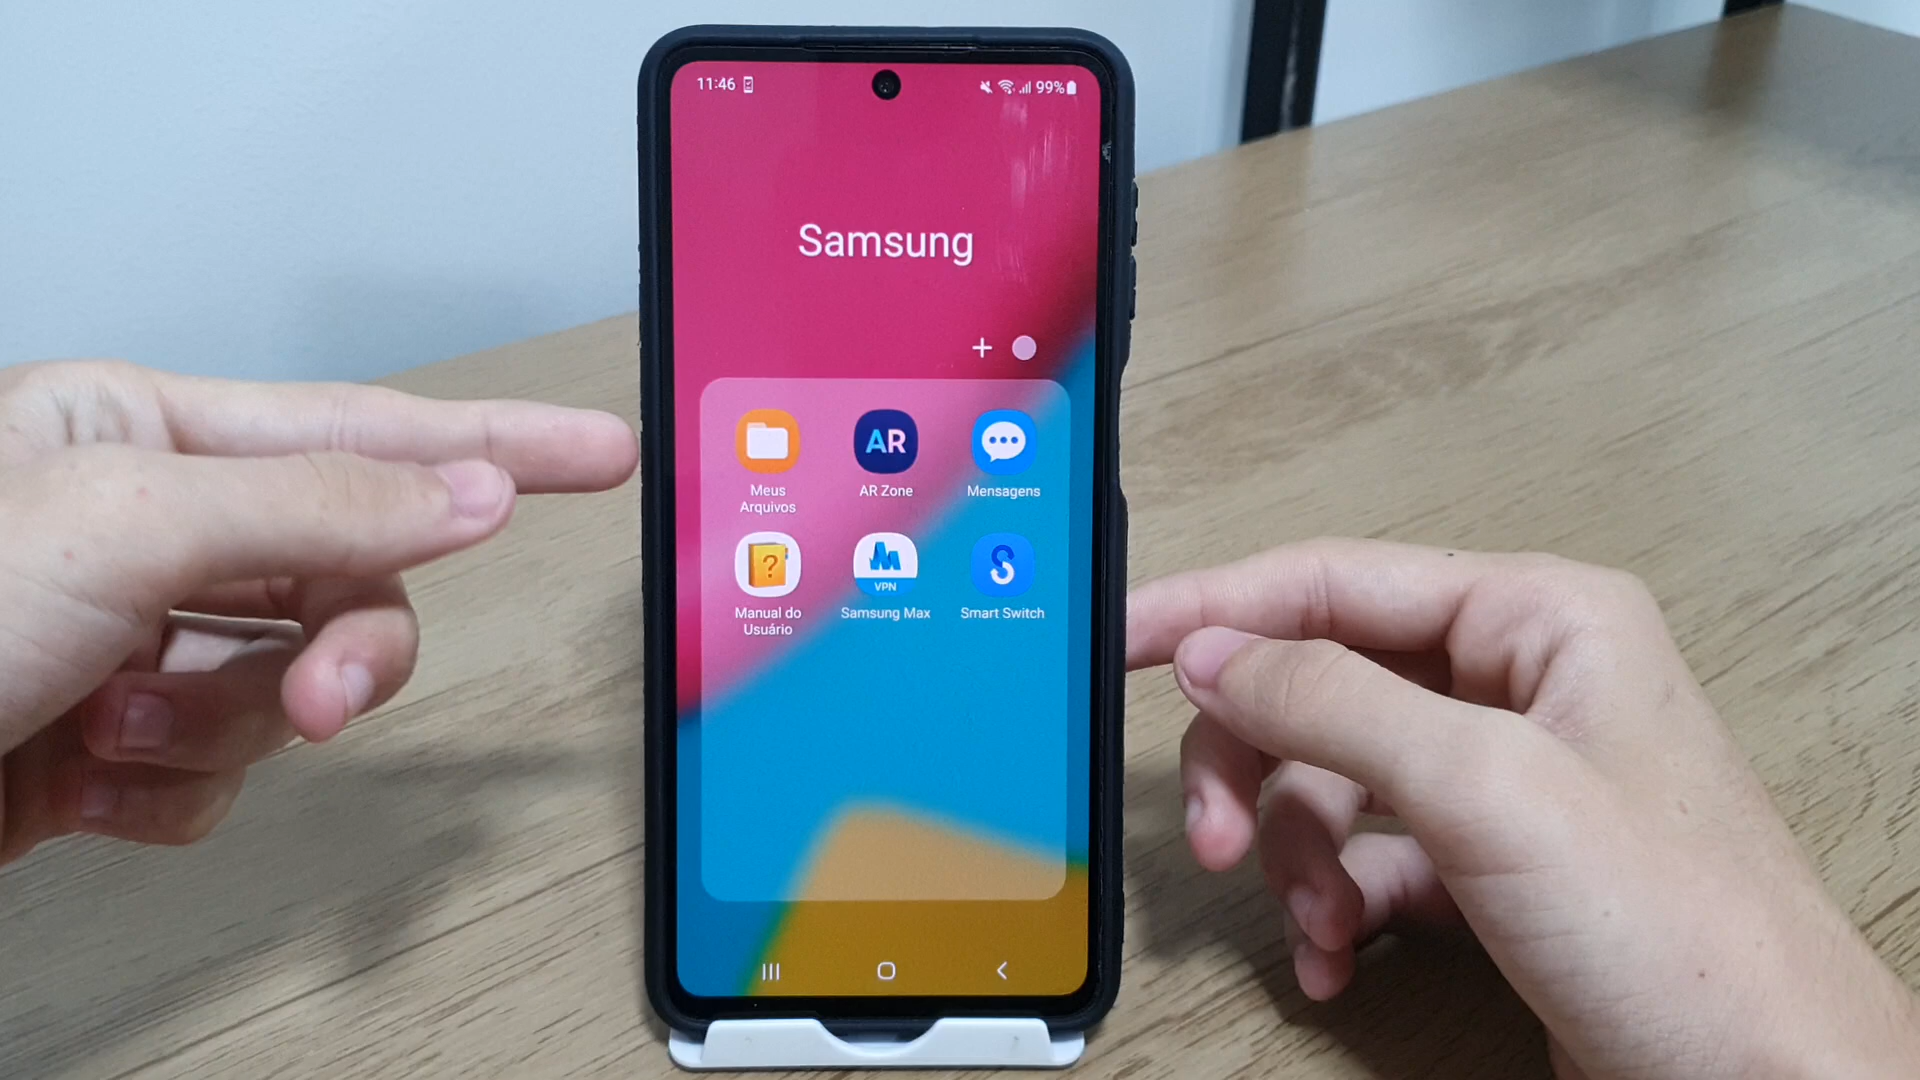 11:46
99%
Samsung
Meus
Arquivos
AR
AR Zone
Mensagens
?
Manual do
Usuário
VPN
Samsung Max
S
Smart Switch